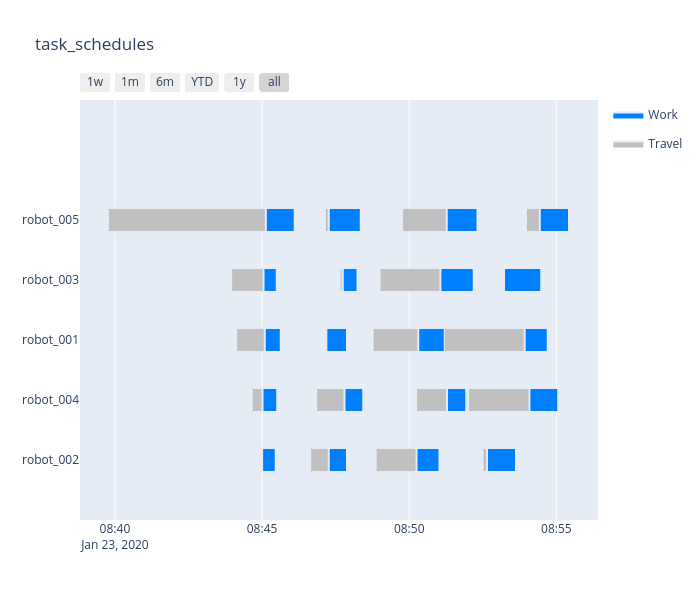 task_schedules
1w 1m 6m YTD 1y all
Work
Travel
robot_005
robot_003
robot_001
robot_004
robot_002
08:40 08:45 08:50 08:55
Jan 23, 2020